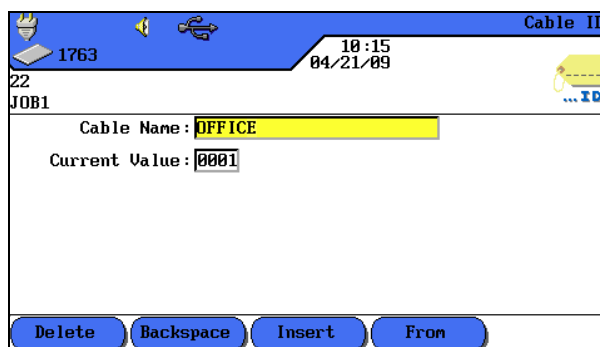 Cable ID
1763
10:15
04/21/09
22
JOB1
...ID
Cable Name: OFFICE
Current Value: 0001
Delete Backspace Insert From